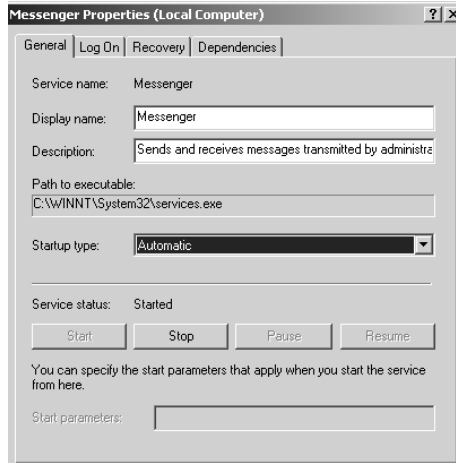 Messenger Properties (Local Computer)
General Log On Recovery Dependencies
Service name: Messenger
Display name: Messenger
Description: Sends and receives messages transmitted by
Path to executable:
C:\WINNT\System32\services.exe
Startup type: Automatic
Service status: Started
Start Stop Pause Resume
You can specify the start parameters that apply when you start the service
from here.
Start parameters: